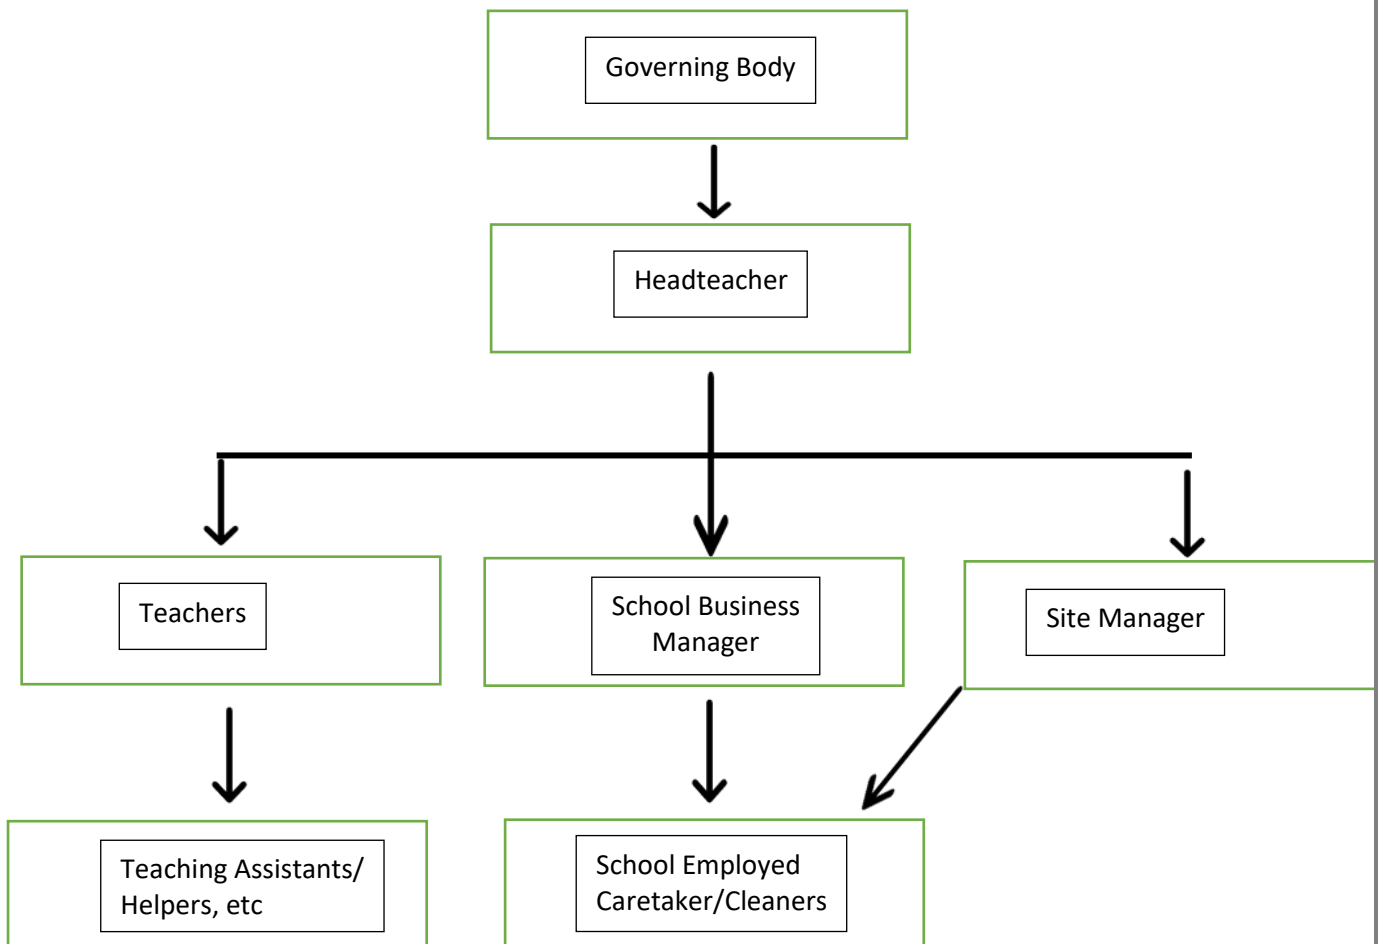 Governing Body
Headteacher
Teachers
School Business
Manager
Site Manager
Teaching Assistants/
Helpers, etc
School Employed
Caretaker/Cleaners